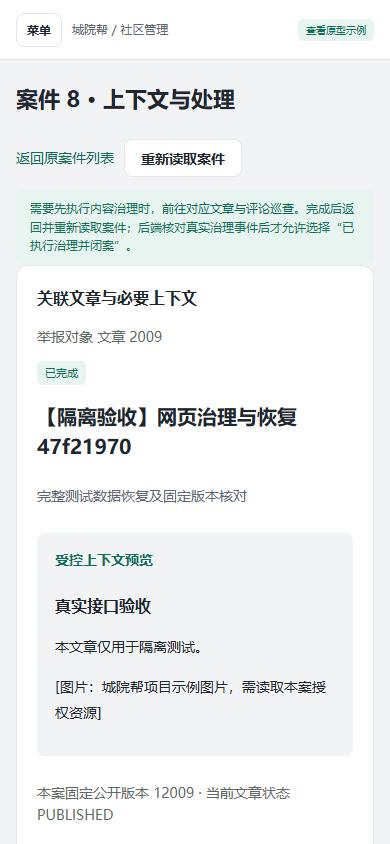 菜单
城院帮 / 社区管理
查看原型示例
案件 8 · 上下文与处理
返回原案件列表
重新读取案件
需要先执行内容治理时，前往对应文章与评论巡查。完成后返
回并重新读取案件；后端核对真实治理事件后才允许选择“已
执行治理并闭案”。
关联文章与必要上下文
举报对象 文章 2009
已完成
【隔离验收】网页治理与恢复
47f21970
完整测试数据恢复及固定版本核对
受控上下文预览
真实接口验收
本文章仅用于隔离测试。
[图片：城院帮项目示例图片，需读取本案授
权资源]
本案固定公开版本 12009 · 当前文章状态
PUBLISHED